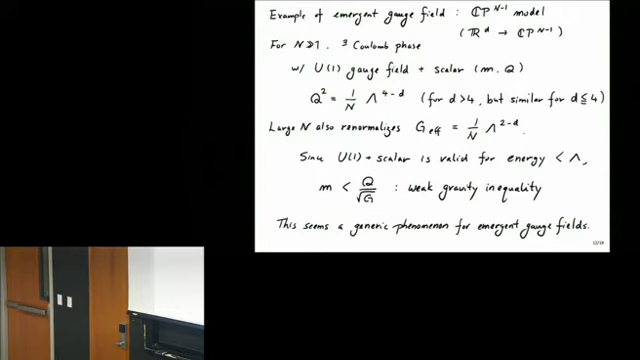 Example of emergent gauge field : ℂP^{N-1} model
(ℝ^d → ℂP^{N-1})
For N≫1, ∃ Coulomb phase
w/ U(1) gauge field + scalar (m, Q)
Q² = 1/N Λ^{4-d} (for d>4, but similar for d≦4)
Large N also renormalizes G_eff = 1/N Λ^{2-d}.
Since U(1) + scalar is valid for energy < Λ,
m < Q/√G : weak gravity inequality
This seems a generic phenomenon for emergent gauge fields.